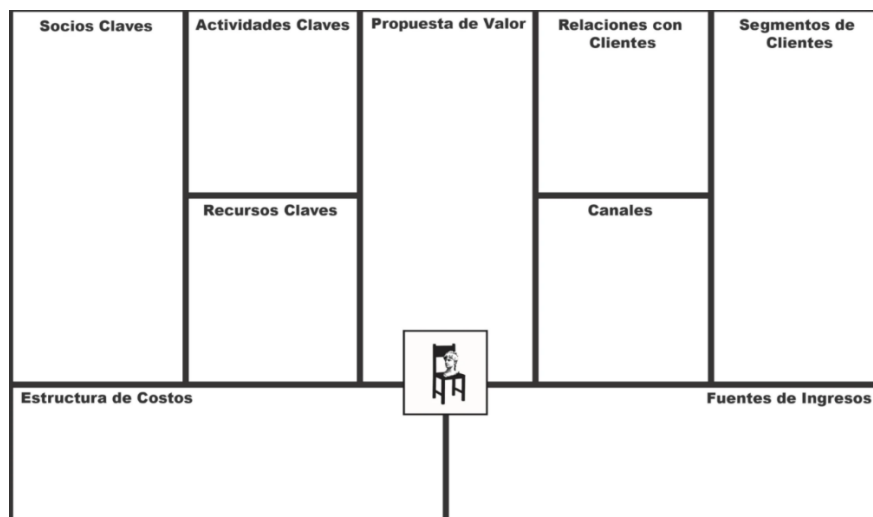 Socios Claves
Actividades Claves
Propuesta de Valor
Relaciones con
Clientes
Segmentos de
Clientes
Recursos Claves
Canales
Estructura de Costos
Fuentes de Ingresos